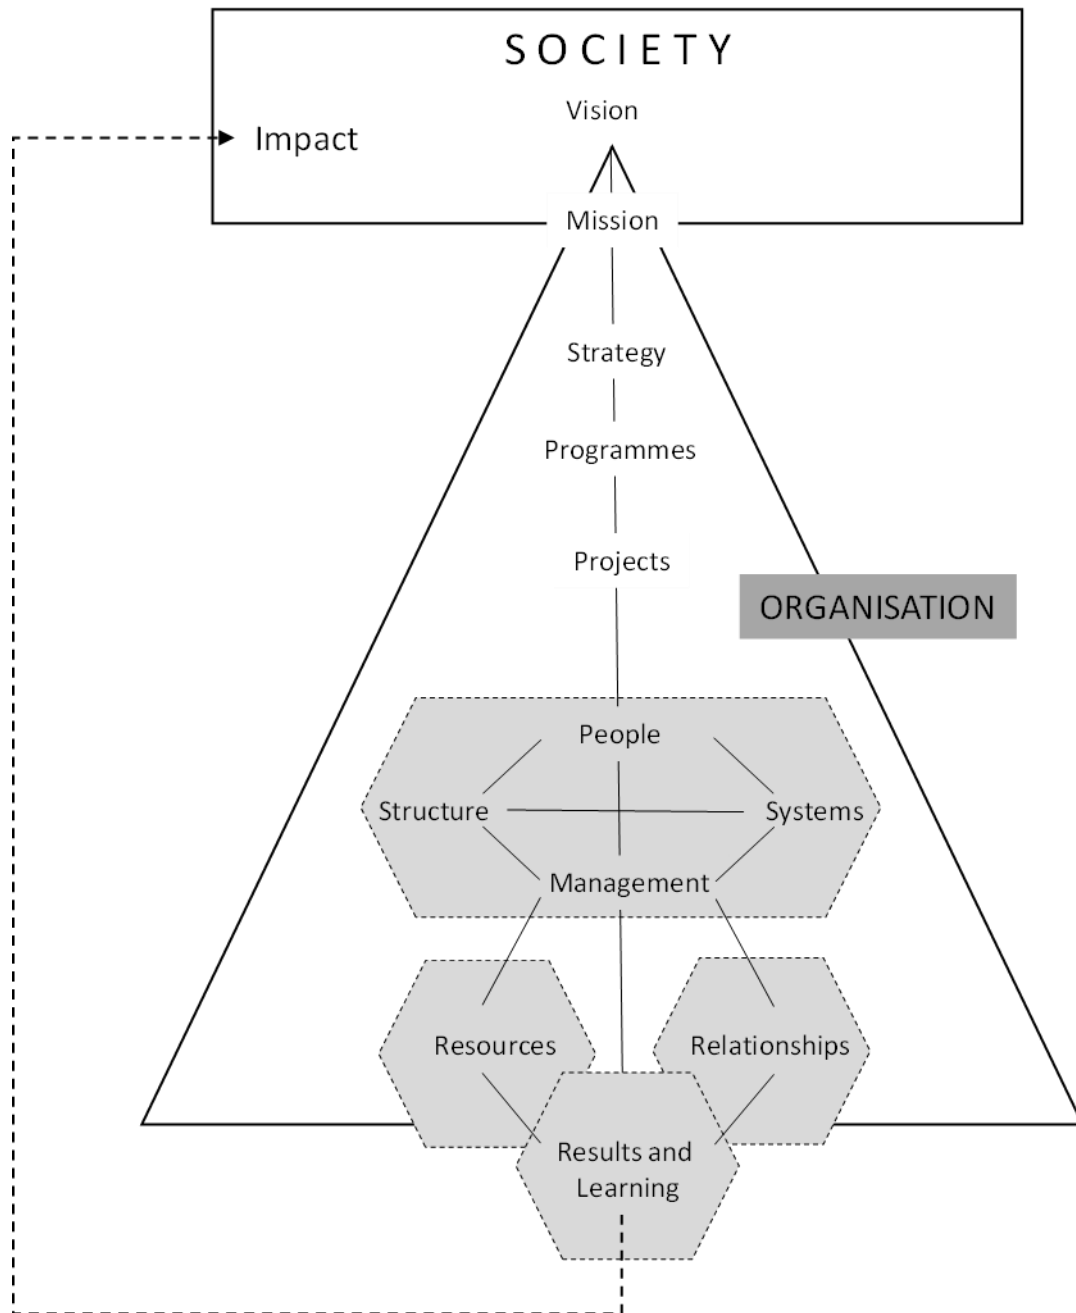 SOCIETY
Vision
Impact
Mission
Strategy
Programmes
Projects
ORGANISATION
People
Structure
Systems
Management
Resources
Relationships
Results and
Learning